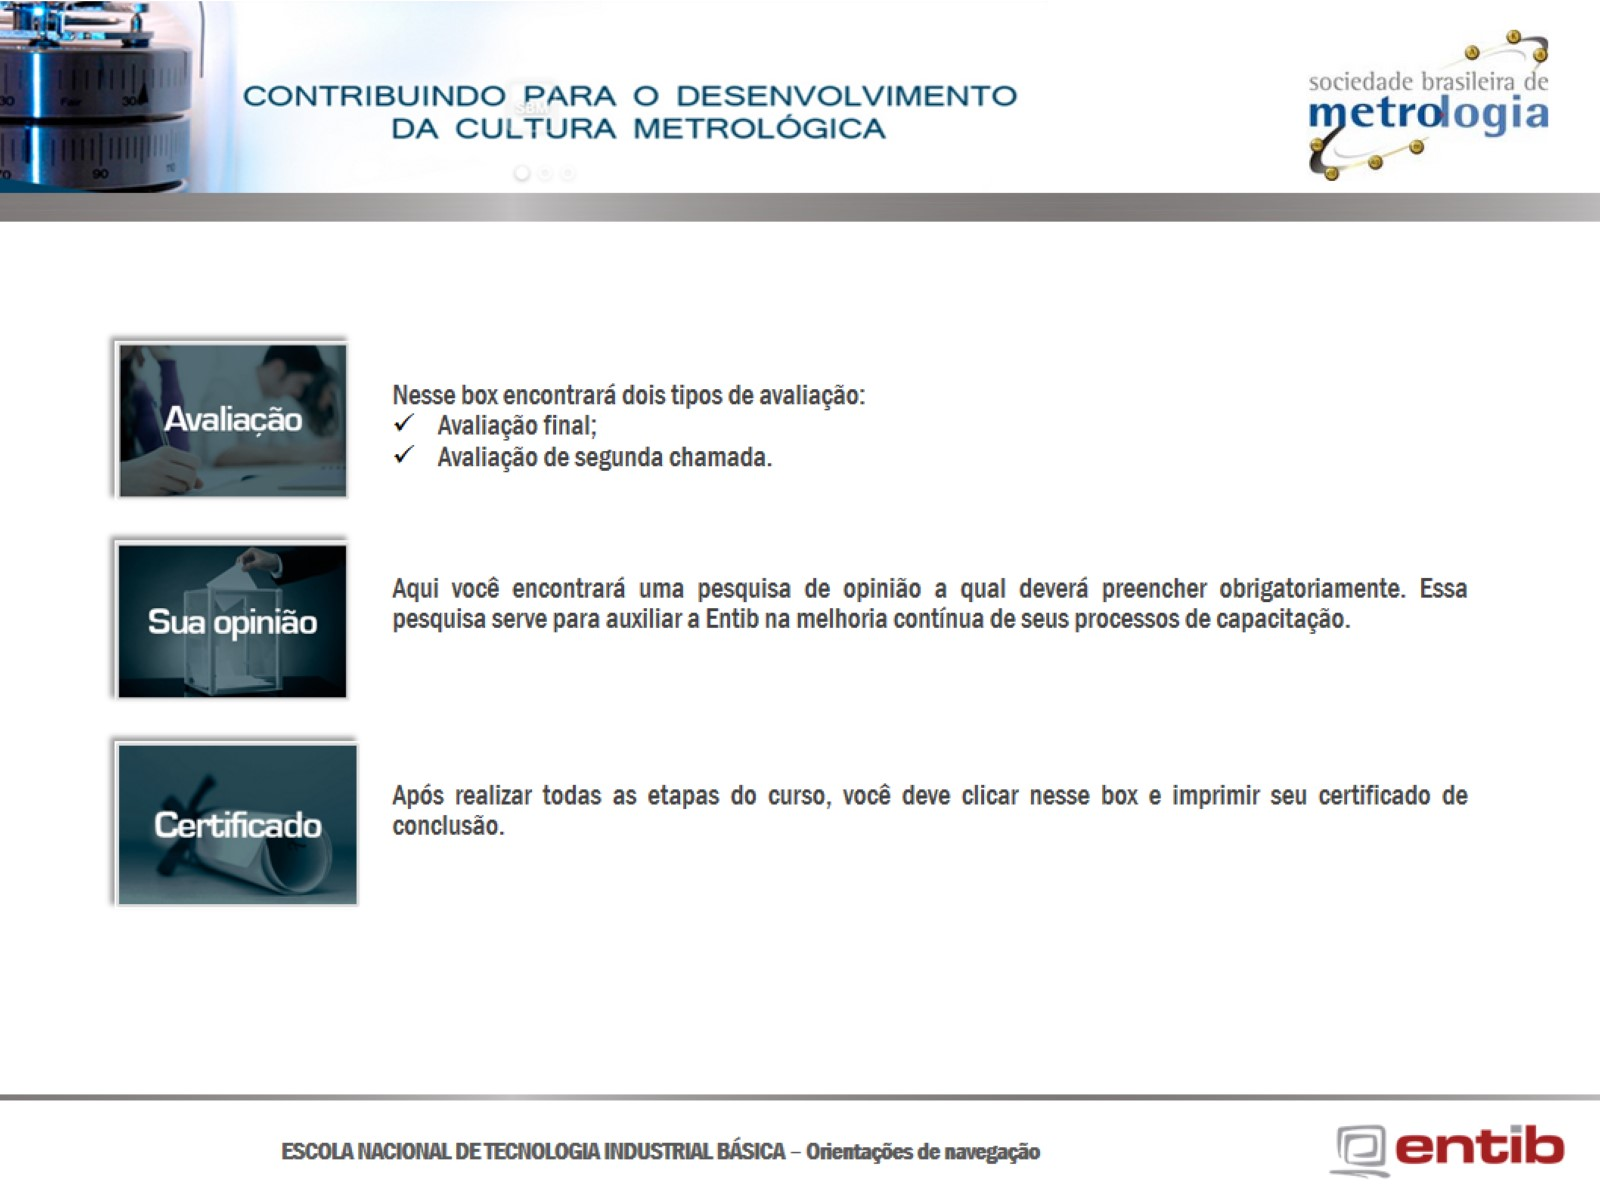 CONTRIBUINDO PARA O DESENVOLVIMENTO
DA CULTURA METROLÓGICA
SBM
sociedade brasileira de
metrologia
Avaliação
Nesse box encontrará dois tipos de avaliação:
✓ Avaliação final;
✓ Avaliação de segunda chamada.
Sua opinião
Aqui você encontrará uma pesquisa de opinião a qual deverá preencher obrigatoriamente. Essa
pesquisa serve para auxiliar a Entib na melhoria contínua de seus processos de capacitação.
Certificado
Após realizar todas as etapas do curso, você deve clicar nesse box e imprimir seu certificado de
conclusão.
ESCOLA NACIONAL DE TECNOLOGIA INDUSTRIAL BÁSICA – Orientações de navegação
entib